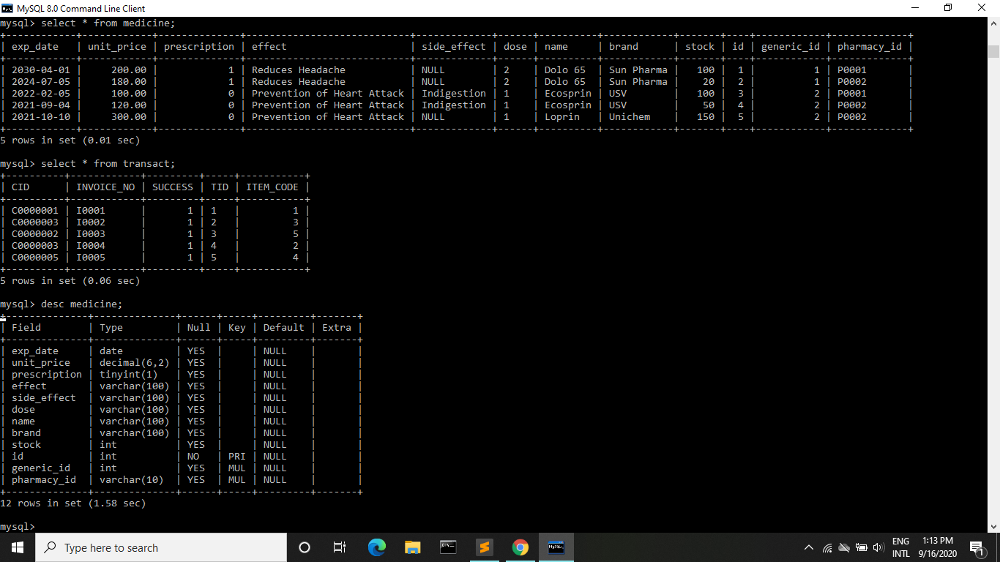 MySQL 8.0 Command Line Client
mysql> select * from medicine;
+------------+------------+--------------+----------------------------+-------------+------+----------+------------+-------+----+------------+-------------+
| exp_date   | unit_price | prescription | effect                     | side_effect | dose | name     | brand      | stock | id | generic_id | pharmacy_id |
+------------+------------+--------------+----------------------------+-------------+------+----------+------------+-------+----+------------+-------------+
| 2030-04-01 |     200.00 |            1 | Reduces Headache           | NULL        | 2    | Dolo 65  | Sun Pharma |   100 |  1 |          1 | P0001       |
| 2024-07-05 |     180.00 |            1 | Reduces Headache           | NULL        | 2    | Dolo 65  | Sun Pharma |    20 |  2 |          1 | P0002       |
| 2022-02-05 |     100.00 |            0 | Prevention of Heart Attack | Indigestion | 1    | Ecosprin | USV        |   100 |  3 |          2 | P0001       |
| 2021-09-04 |     120.00 |            0 | Prevention of Heart Attack | Indigestion | 1    | Ecosprin | USV        |    50 |  4 |          2 | P0002       |
| 2021-10-10 |     300.00 |            0 | Prevention of Heart Attack | NULL        | 1    | Loprin   | Unichem    |   150 |  5 |          2 | P0002       |
+------------+------------+--------------+----------------------------+-------------+------+----------+------------+-------+----+------------+-------------+
5 rows in set (0.01 sec)
mysql> select * from transact;
+----------+------------+---------+-----+-----------+
| CID      | INVOICE_NO | SUCCESS | TID | ITEM_CODE |
+----------+------------+---------+-----+-----------+
| C0000001 | I0001      |       1 | 1   |         1 |
| C0000003 | I0002      |       1 | 2   |         3 |
| C0000002 | I0003      |       1 | 3   |         5 |
| C0000003 | I0004      |       1 | 4   |         2 |
| C0000005 | I0005      |       1 | 5   |         4 |
+----------+------------+---------+-----+-----------+
5 rows in set (0.06 sec)
mysql> desc medicine;
+--------------+--------------+------+-----+---------+-------+
| Field        | Type         | Null | Key | Default | Extra |
+--------------+--------------+------+-----+---------+-------+
| exp_date     | date         | YES  |     | NULL    |       |
| unit_price   | decimal(6,2) | YES  |     | NULL    |       |
| prescription | tinyint(1)   | YES  |     | NULL    |       |
| effect       | varchar(100) | YES  |     | NULL    |       |
| side_effect  | varchar(100) | YES  |     | NULL    |       |
| dose         | varchar(100) | YES  |     | NULL    |       |
| name         | varchar(100) | YES  |     | NULL    |       |
| brand        | varchar(100) | YES  |     | NULL    |       |
| stock        | int          | YES  |     | NULL    |       |
| id           | int          | NO   | PRI | NULL    |       |
| generic_id   | int          | YES  | MUL | NULL    |       |
| pharmacy_id  | varchar(10)  | YES  | MUL | NULL    |       |
+--------------+--------------+------+-----+---------+-------+
12 rows in set (1.58 sec)
mysql>
Type here to search
ENG 1:13 PM
INTL 9/16/2020
1